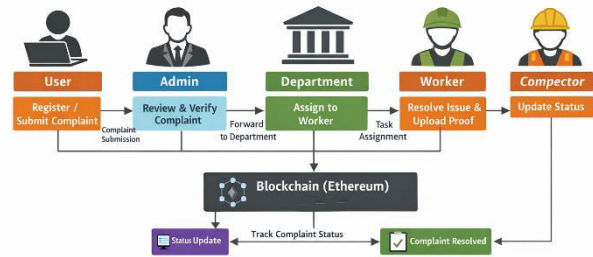 User
Admin
Department
Worker
Compector
Register /
Submit Complaint
Review & Verify
Complaint
Assign to
Worker
Resolve Issue &
Upload Proof
Update Status
Complaint
Submission
Forward
to Department
Task
Assignment
Blockchain (Ethereum)
Status Update
Track Complaint Status
Complaint Resolved